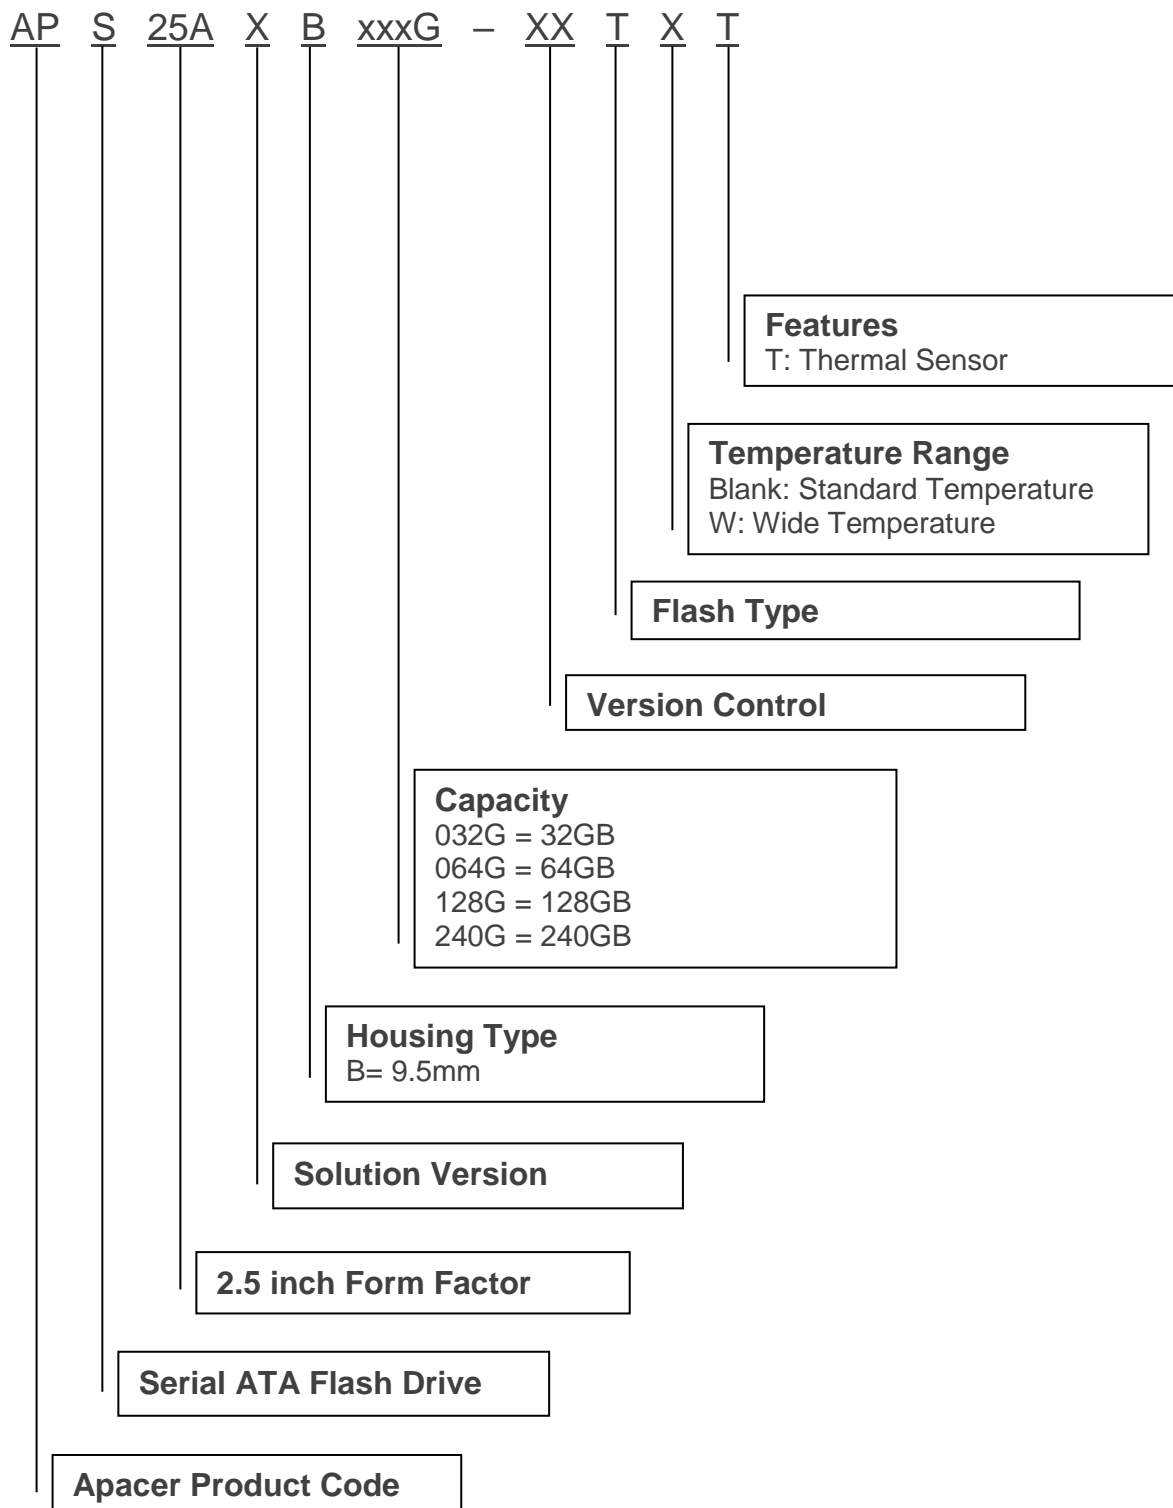 AP S 25A X B xxxG – XX T X T
Features
T: Thermal Sensor
Temperature Range
Blank: Standard Temperature
W: Wide Temperature
Flash Type
Version Control
Capacity
032G = 32GB
064G = 64GB
128G = 128GB
240G = 240GB
Housing Type
B= 9.5mm
Solution Version
2.5 inch Form Factor
Serial ATA Flash Drive
Apacer Product Code